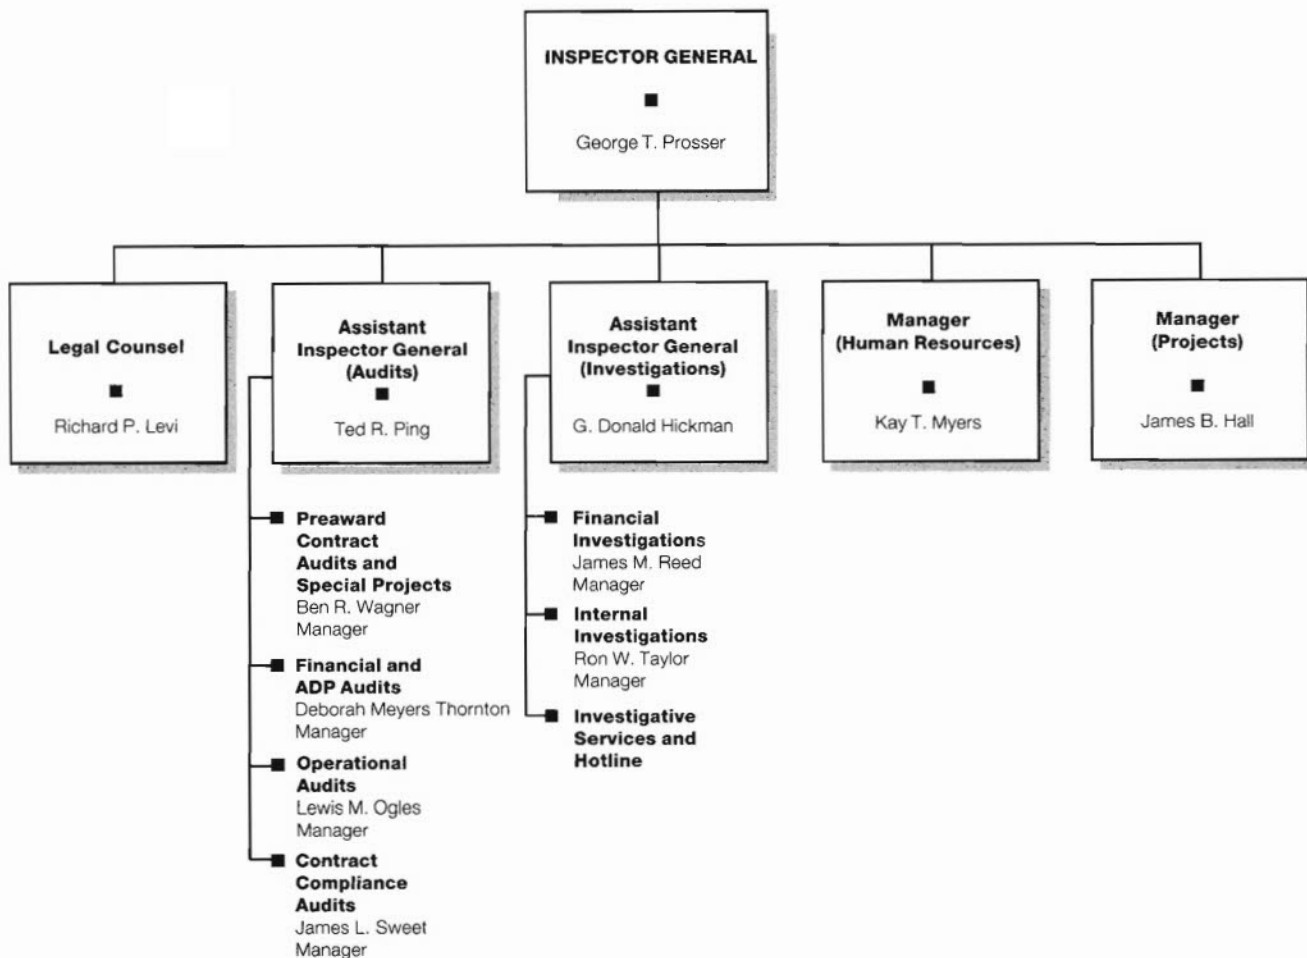 INSPECTOR GENERAL
George T. Prosser
Legal Counsel
Richard P. Levi
Assistant
Inspector General
(Audits)
Ted R. Ping
Preaward
Contract
Audits and
Special Projects
Ben R. Wagner
Manager
Financial and
ADP Audits
Deborah Meyers Thornton
Manager
Operational
Audits
Lewis M. Ogles
Manager
Contract
Compliance
Audits
James L. Sweet
Manager
Assistant
Inspector General
(Investigations)
G. Donald Hickman
Financial
Investigations
James M. Reed
Manager
Internal
Investigations
Ron W. Taylor
Manager
Investigative
Services and
Hotline
Manager
(Human Resources)
Kay T. Myers
Manager
(Projects)
James B. Hall